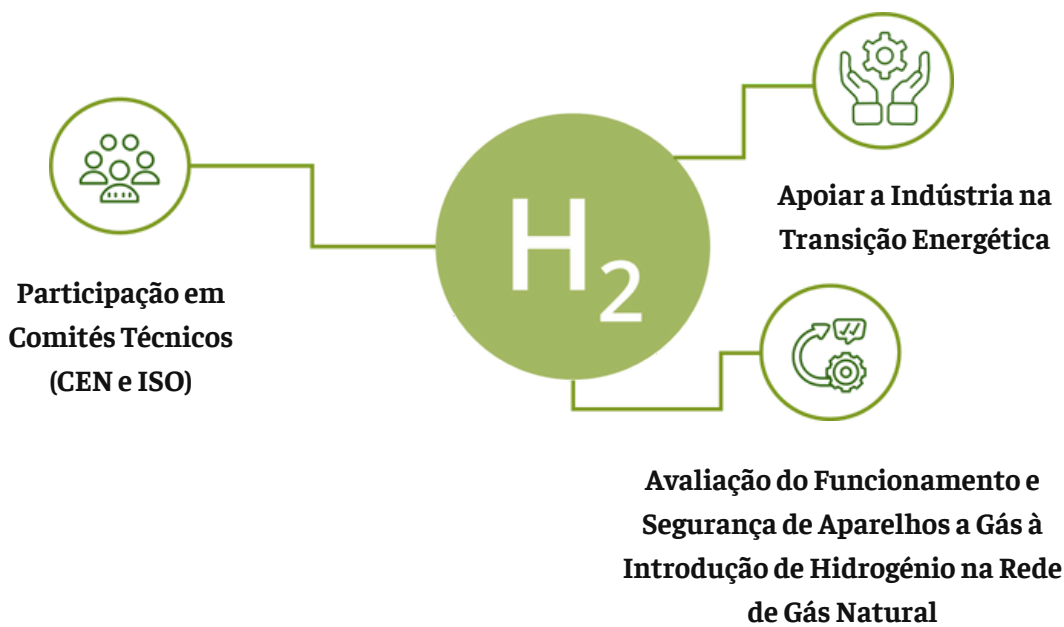 H2
Participação em
Comités Técnicos
(CEN e ISO)
Apoiar a Indústria na
Transição Energética
Avaliação do Funcionamento e
Segurança de Aparelhos a Gás à
Introdução de Hidrogénio na Rede
de Gás Natural